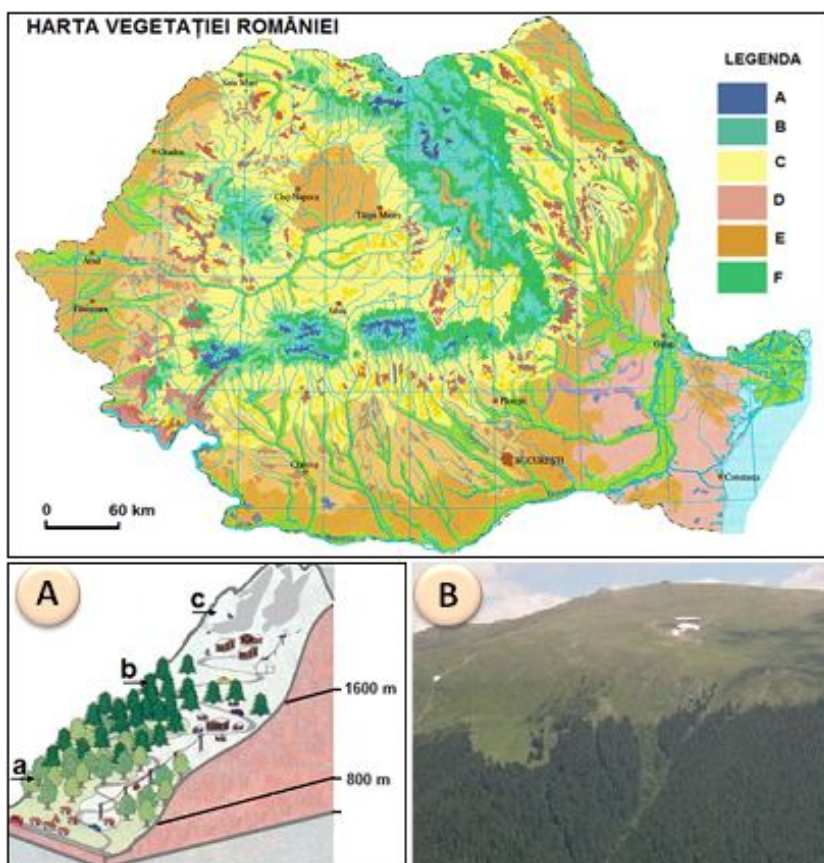 HARTA VEGETAȚIEI ROMÂNIEI
LEGENDA
A
B
C
D
E
F
Satu Mare
Oradea
Iași
Cluj Napoca
Târgu Mureș
Arad
Timișoara
Sibiu
Galați
Ploiești
BUCUREȘTI
Craiova
Constanța
0 60 km
A
c
b
1600 m
a
800 m
B